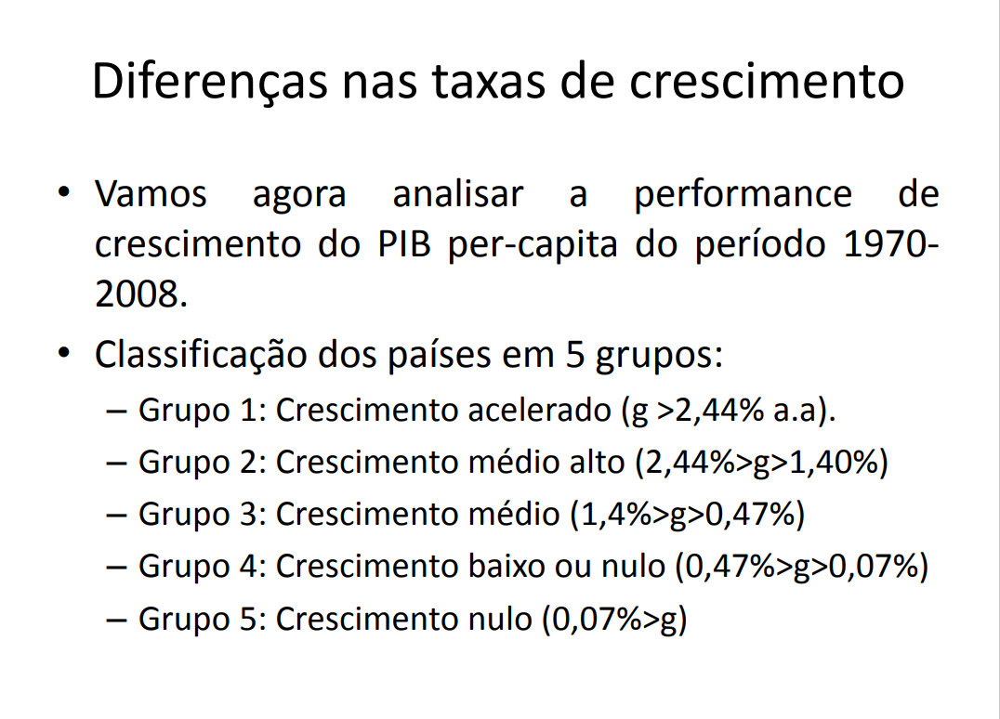 Diferenças nas taxas de crescimento
• Vamos agora analisar a performance de
crescimento do PIB per-capita do período 1970-
2008.
• Classificação dos países em 5 grupos:
– Grupo 1: Crescimento acelerado (g >2,44% a.a).
– Grupo 2: Crescimento médio alto (2,44%>g>1,40%)
– Grupo 3: Crescimento médio (1,4%>g>0,47%)
– Grupo 4: Crescimento baixo ou nulo (0,47%>g>0,07%)
– Grupo 5: Crescimento nulo (0,07%>g)